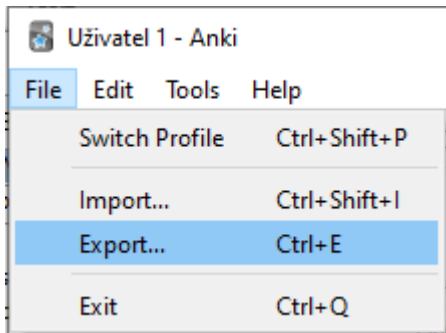 Uživatel 1 - Anki
File Edit Tools Help
Switch Profile Ctrl+Shift+P
Import... Ctrl+Shift+I
Export... Ctrl+E
Exit Ctrl+Q